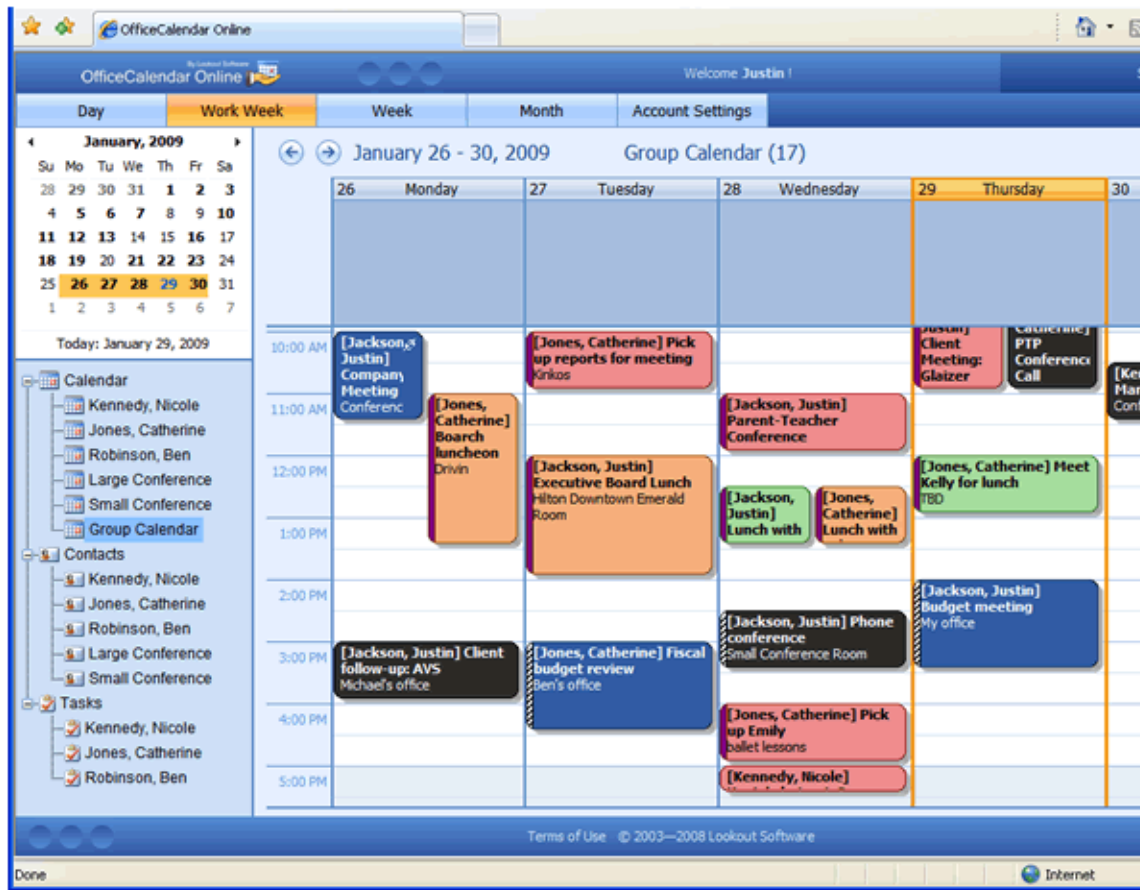 OfficeCalendar Online
By Lookout Software
OfficeCalendar Online
Welcome Justin !
Day
Work Week
Week
Month
Account Settings
January, 2009
Su Mo Tu We Th Fr Sa
28 29 30 31 1 2 3
4 5 6 7 8 9 10
11 12 13 14 15 16 17
18 19 20 21 22 23 24
25 26 27 28 29 30 31
1 2 3 4 5 6 7
Today: January 29, 2009
Calendar
Kennedy, Nicole
Jones, Catherine
Robinson, Ben
Large Conference
Small Conference
Group Calendar
Contacts
Kennedy, Nicole
Jones, Catherine
Robinson, Ben
Large Conference
Small Conference
Tasks
Kennedy, Nicole
Jones, Catherine
Robinson, Ben
January 26 - 30, 2009
Group Calendar (17)
26 Monday
27 Tuesday
28 Wednesday
29 Thursday
30
10:00 AM
11:00 AM
12:00 PM
1:00 PM
2:00 PM
3:00 PM
4:00 PM
5:00 PM
[Jackson,
Justin]
Company
Meeting
Conferenc
[Jones,
Catherine]
Boarch
luncheon
Drivin
[Jackson, Justin] Client
follow-up: AVS
Michael's office
[Jones, Catherine] Pick
up reports for meeting
Kinkos
[Jackson, Justin]
Executive Board Lunch
Hilton Downtown Emerald
Room
[Jones, Catherine] Fiscal
budget review
Ben's office
[Jackson, Justin]
Parent-Teacher
Conference
[Jackson,
Justin]
Lunch with
[Jones,
Catherine]
Lunch with
[Jackson, Justin] Phone
conference
Small Conference Room
[Jones, Catherine] Pick
up Emily
ballet lessons
[Kennedy, Nicole]
Justin]
Client
Meeting:
Glaizer
Catherine]
PTP
Conference
Call
[Jones, Catherine] Meet
Kelly for lunch
TBD
[Jackson, Justin]
Budget meeting
My office
[Ken
Mar
Conf
Terms of Use © 2003—2008 Lookout Software
Done
Internet